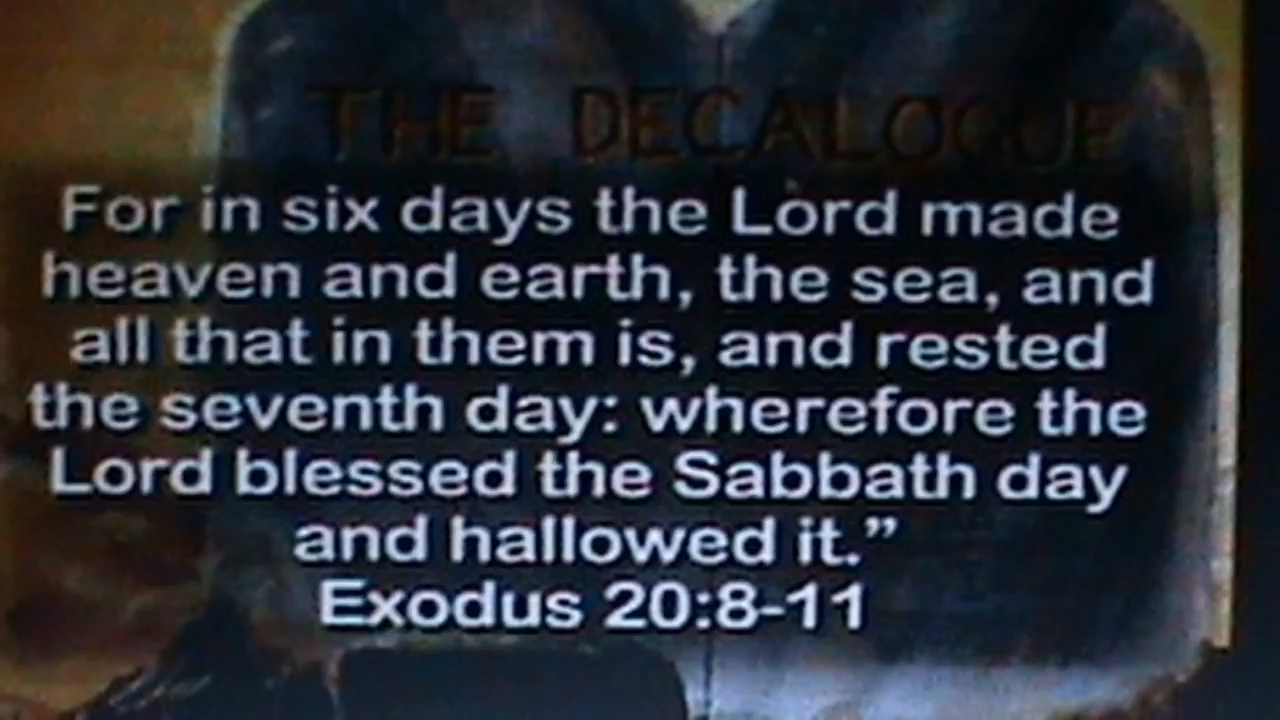 THE DECALOGUE
For in six days the Lord made
heaven and earth, the sea, and
all that in them is, and rested
the seventh day: wherefore the
Lord blessed the Sabbath day
and hallowed it.”
Exodus 20:8-11